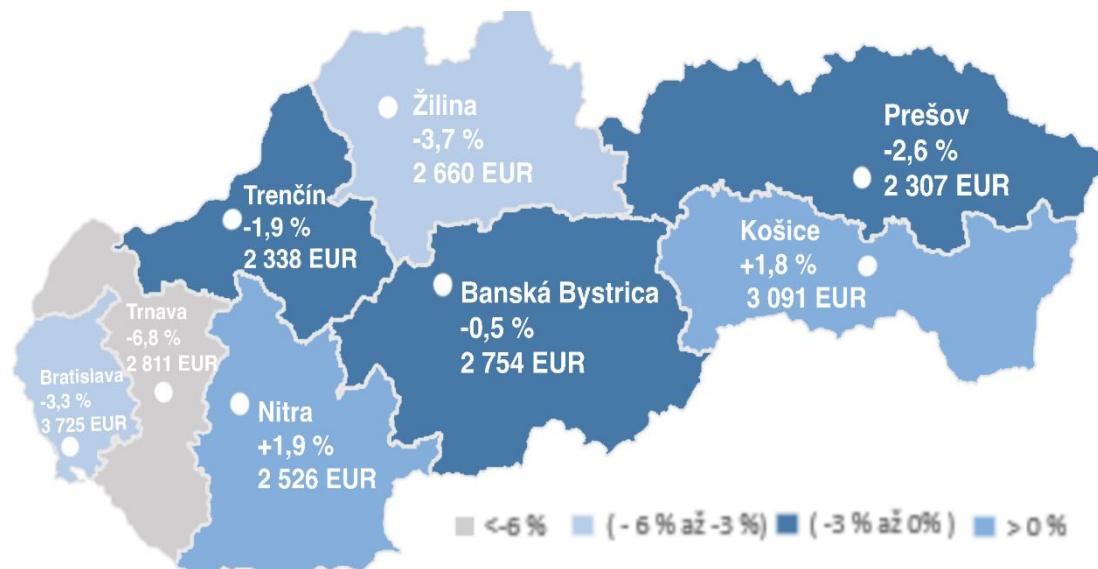 Žilina
-3,7 %
2 660 EUR
Prešov
-2,6 %
2 307 EUR
Trenčín
-1,9 %
2 338 EUR
Košice
+1,8 %
3 091 EUR
Banská Bystrica
-0,5 %
2 754 EUR
Trnava
-6,8 %
2 811 EUR
Bratislava
-3,3 %
3 725 EUR
Nitra
+1,9 %
2 526 EUR
<-6 % ( - 6 % až -3 %) ( -3 % až 0% ) > 0 %